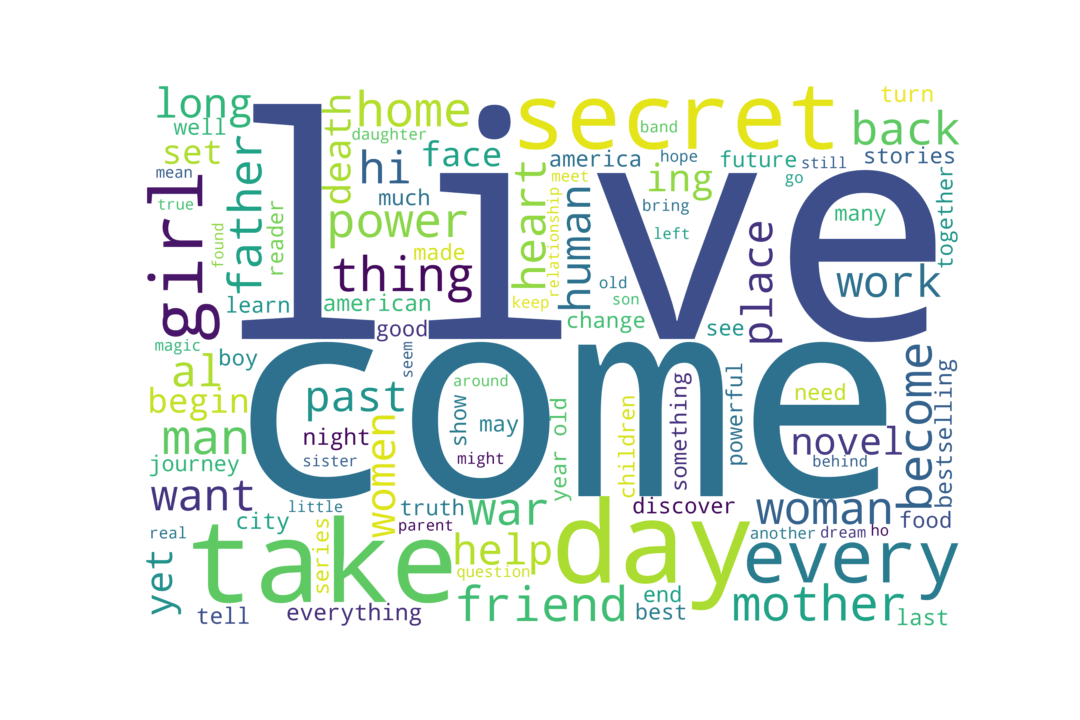 long
well
set
mean
true
girl
found
father
reader
learn
magic
boy
al
begin
man
journey
want
death
daughter
home
hi
face
much
power
made
thing
american
good
live
secret
band
turn
back
america
hope
future
still
stories
go
heart
meet
ing
relationship
human
bring
many
together
left
place
work
keep
old
son
change
see
come
seem
past
around
night
show
may
sister
might
women
year old
children
something
powerful
need
novel
behind
become
bestselling
little
truth
war
discover
woman
food
real
city
parent
another
dream
ho
yet
take
series
help
question
day
every
friend
end
best
mother
last
tell
everything